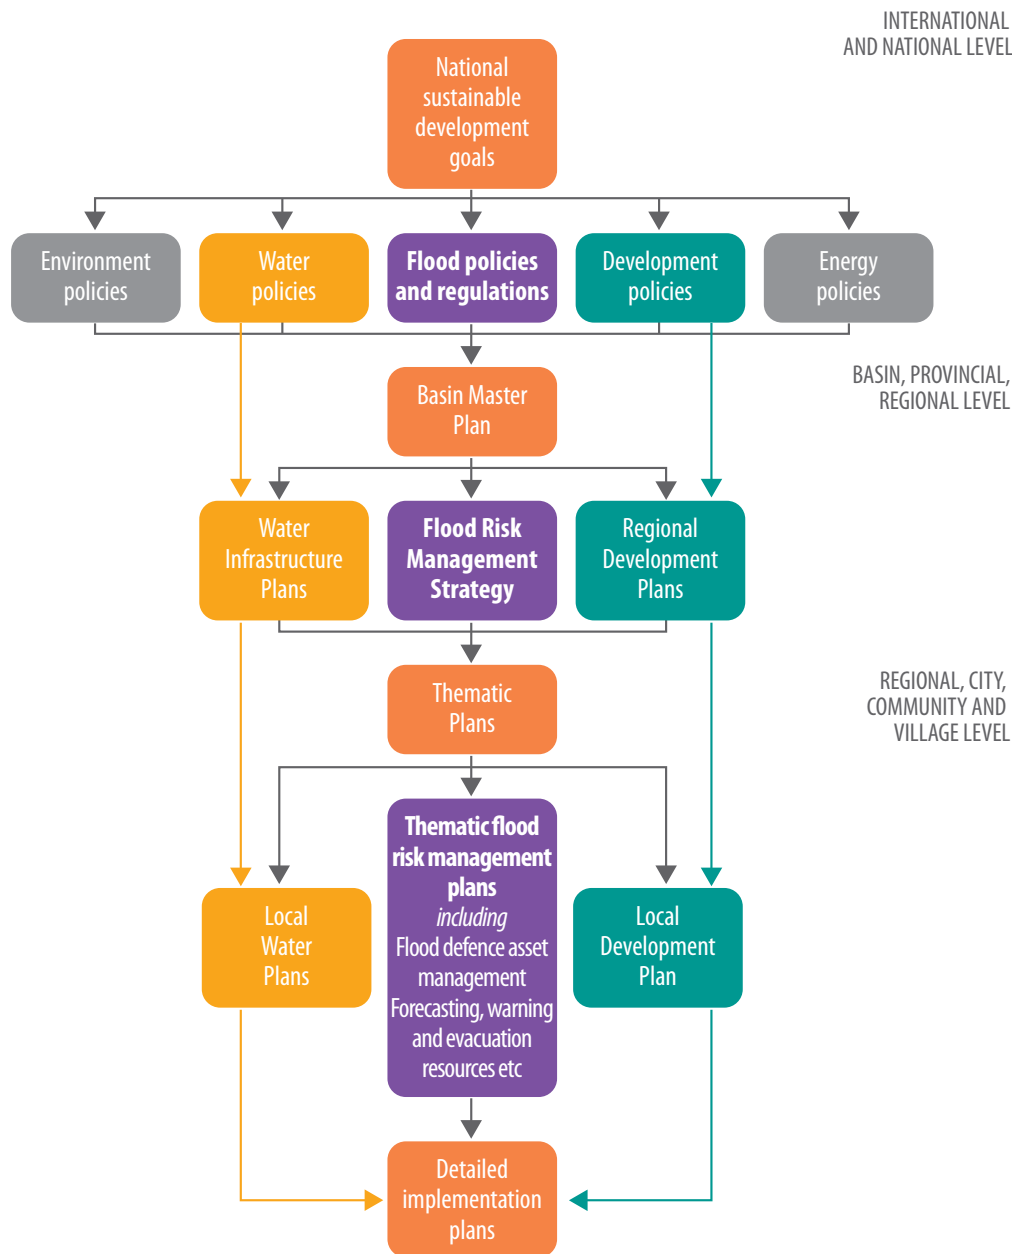 INTERNATIONAL
AND NATIONAL LEVEL
National
sustainable
development
goals
Environment
policies
Water
policies
Flood policies
and regulations
Development
policies
Energy
policies
BASIN, PROVINCIAL,
REGIONAL LEVEL
Basin Master
Plan
Water
Infrastructure
Plans
Flood Risk
Management
Strategy
Regional
Development
Plans
REGIONAL, CITY,
COMMUNITY AND
VILLAGE LEVEL
Thematic
Plans
Local
Water
Plans
Thematic flood
risk management
plans
including
Flood defence asset
management
Forecasting, warning
and evacuation
resources etc
Local
Development
Plan
Detailed
implementation
plans